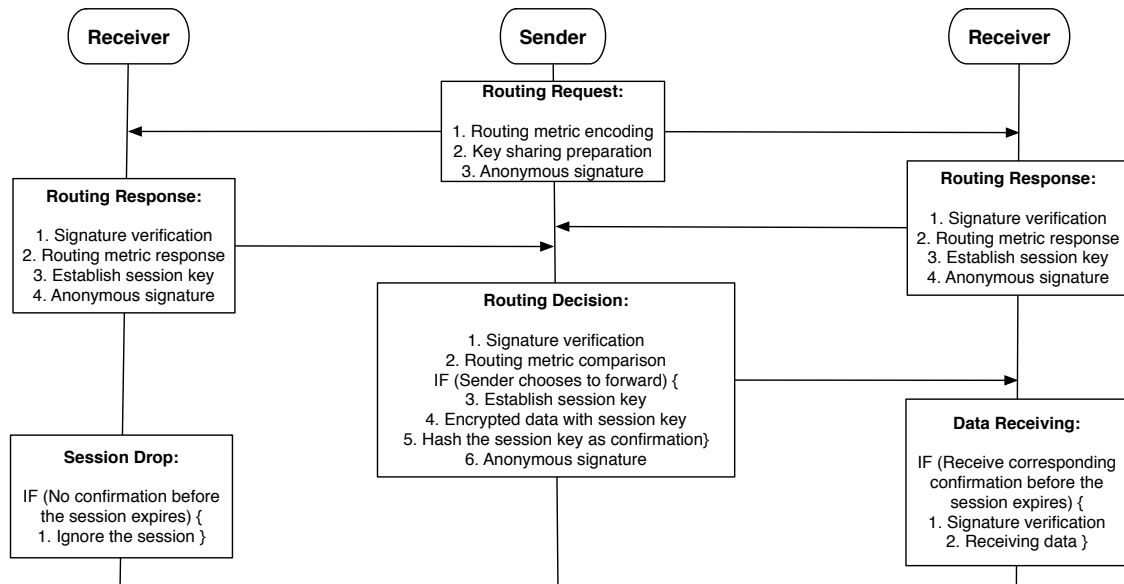 Receiver
Sender
Receiver
Routing Request:
1. Routing metric encoding
2. Key sharing preparation
3. Anonymous signature
Routing Response:
1. Signature verification
2. Routing metric response
3. Establish session key
4. Anonymous signature
Routing Response:
1. Signature verification
2. Routing metric response
3. Establish session key
4. Anonymous signature
Routing Decision:
1. Signature verification
2. Routing metric comparison
IF (Sender chooses to forward) {
3. Establish session key
4. Encrypted data with session key
5. Hash the session key as confirmation}
6. Anonymous signature
Session Drop:
IF (No confirmation before
the session expires) {
1. Ignore the session }
Data Receiving:
IF (Receive corresponding
confirmation before the
session expires) {
1. Signature verification
2. Receiving data }